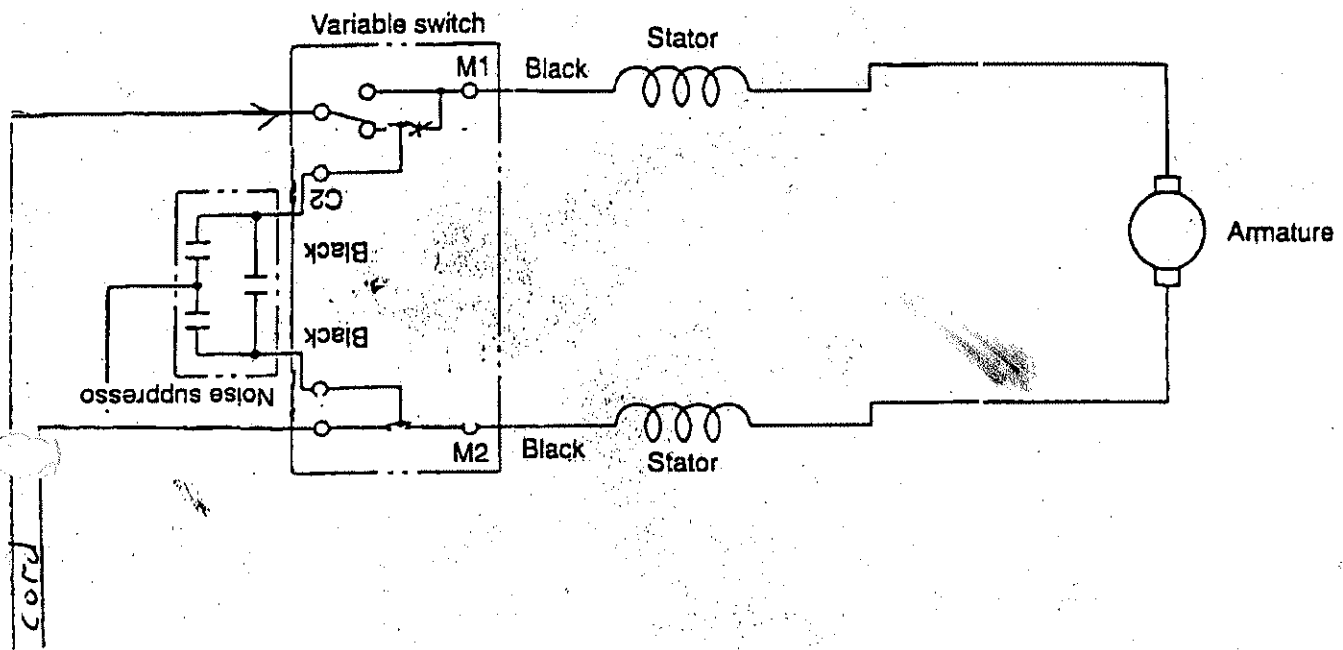 Variable switch
Stator
M1
Black
C2
Black
Armature
Black
Noise suppresso
M2
Black
Stator
cord